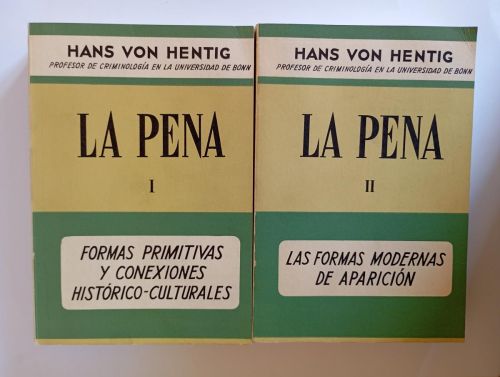 HANS VON HENTIG
PROFESOR DE CRIMINOLOGÍA EN LA UNIVERSIDAD DE BONN
LA PENA
I
FORMAS PRIMITIVAS
Y CONEXIONES
HISTÓRICO-CULTURALES
HANS VON HENTIG
PROFESOR DE CRIMINOLOGÍA EN LA UNIVERSIDAD DE BONN
LA PENA
II
LAS FORMAS MODERNAS
DE APARICIÓN